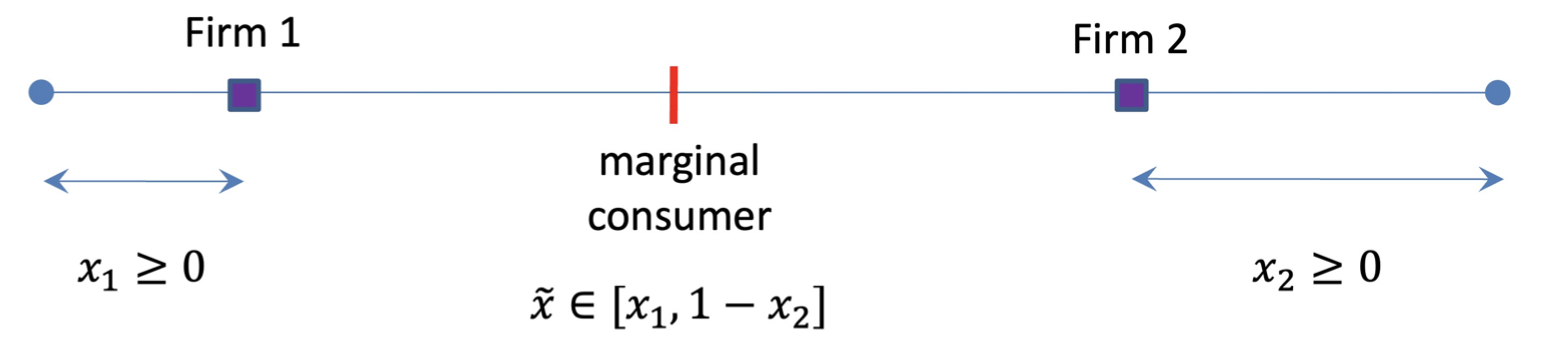 Firm 1
Firm 2
marginal
consumer
x₁ ≥ 0
x₂ ≥ 0
x̃ ∈ [x₁, 1 − x₂]